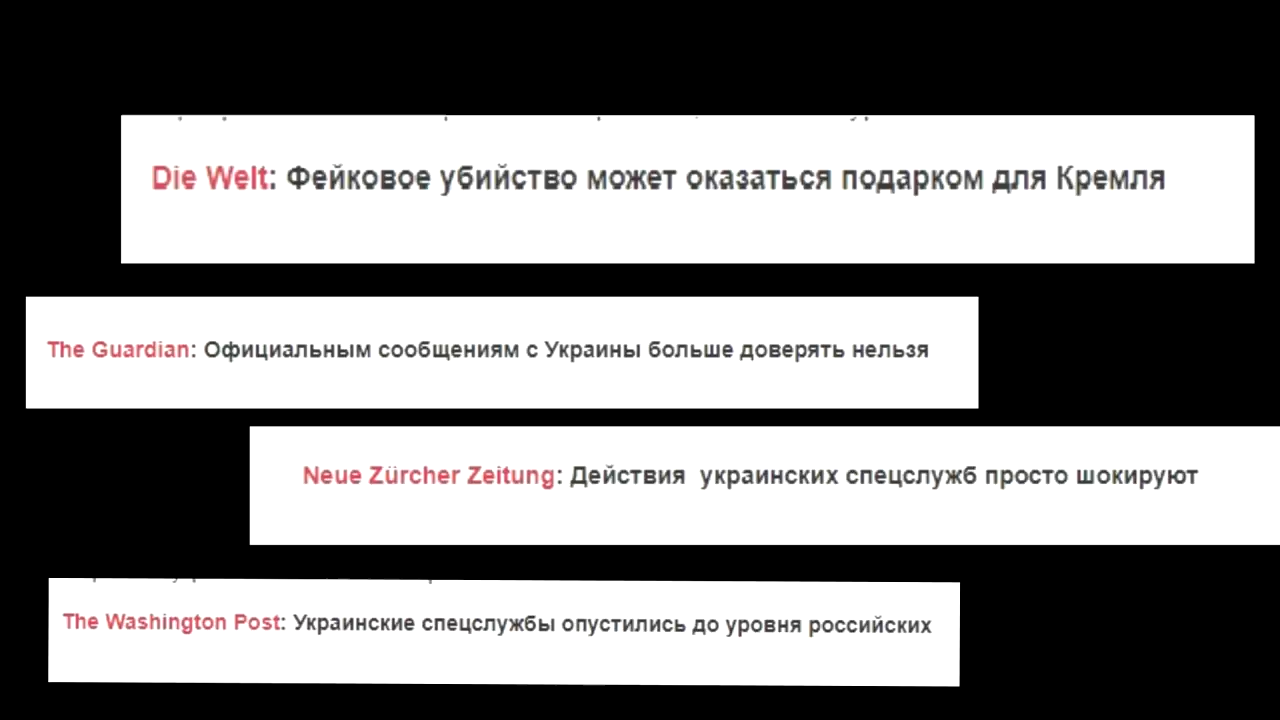 Die Welt: Фейковое убийство может оказаться подарком для Кремля
The Guardian: Официальным сообщениям с Украины больше доверять нельзя
Neue Zürcher Zeitung: Действия украинских спецслужб просто шокируют
The Washington Post: Украинские спецслужбы опустились до уровня российских